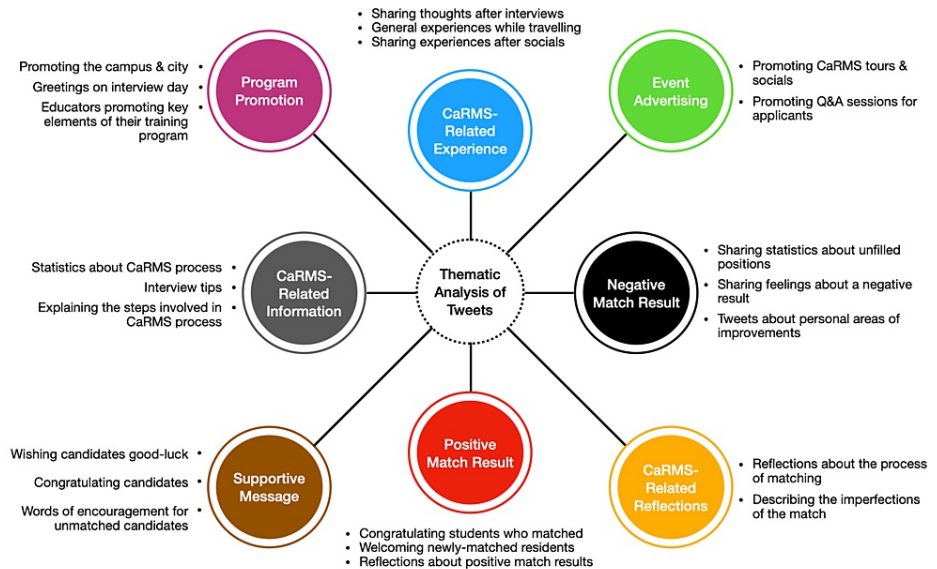 • Sharing thoughts after interviews
• General experiences while travelling
• Sharing experiences after socials
Promoting the campus & city •
Greetings on interview day •
Educators promoting key •
elements of their training
program
Program
Promotion
CaRMS-
Related
Experience
Event
Advertising
• Promoting CaRMS tours &
socials
• Promoting Q&A sessions for
applicants
Statistics about CaRMS process •
Interview tips •
Explaining the steps involved in •
CaRMS process
CaRMS-
Related
Information
Thematic
Analysis of
Tweets
Negative
Match Result
• Sharing statistics about unfilled
positions
• Sharing feelings about a negative
result
• Tweets about personal areas of
improvements
Wishing candidates good-luck •
Congratulating candidates •
Words of encouragement for •
unmatched candidates
Supportive
Message
Positive
Match Result
• Congratulating students who matched
• Welcoming newly-matched residents
• Reflections about positive match results
CaRMS-
Related
Reflections
• Reflections about the process
of matching
• Describing the imperfections
of the match